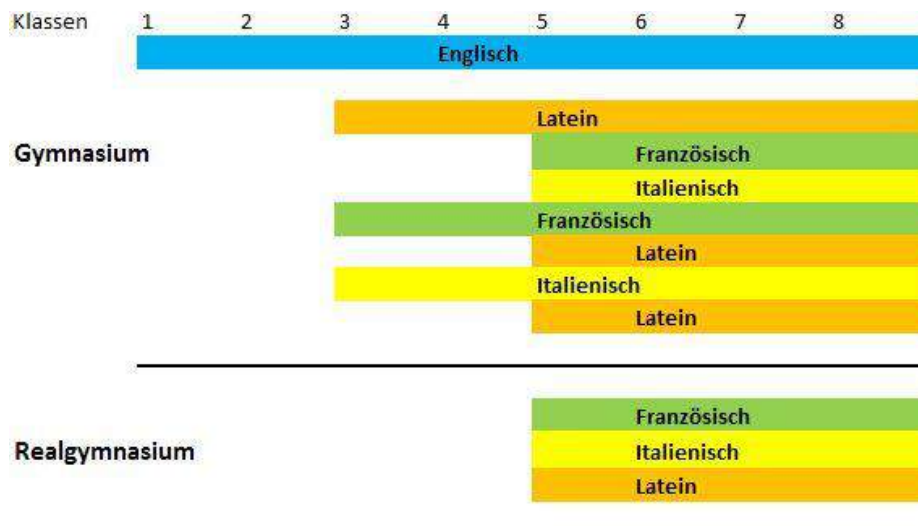 Klassen 1 2 3 4 5 6 7 8
Englisch
Latein
Gymnasium
Französisch
Italienisch
Französisch
Latein
Italienisch
Latein
Französisch
Realgymnasium
Italienisch
Latein